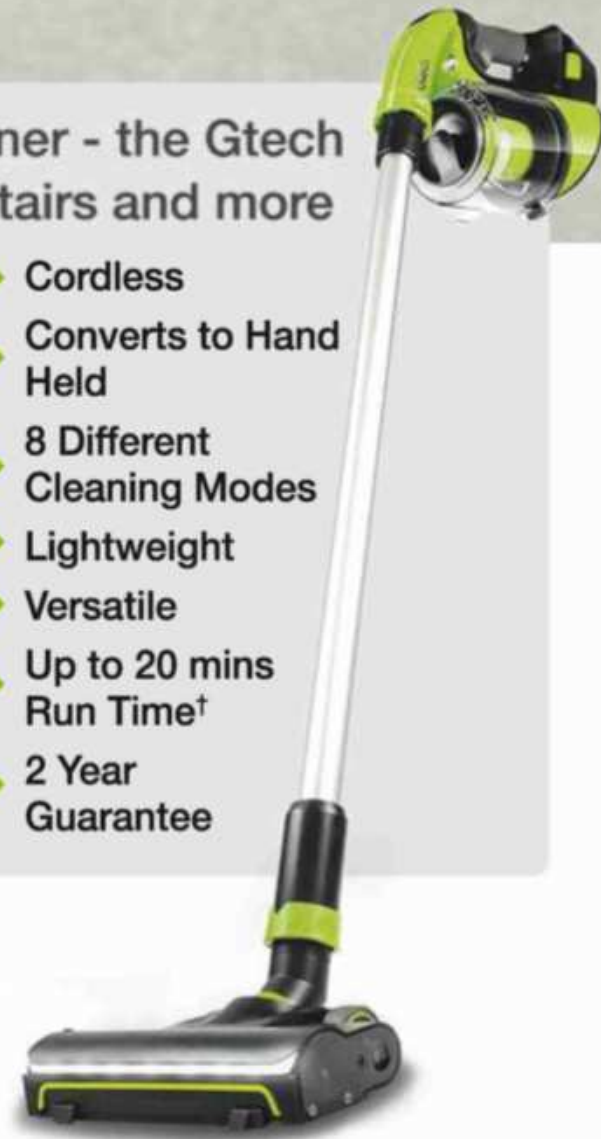 ner - the Gtech
tairs and more
Cordless
Converts to Hand
Held
8 Different
Cleaning Modes
Lightweight
Versatile
Up to 20 mins
Run Time†
2 Year
Guarantee